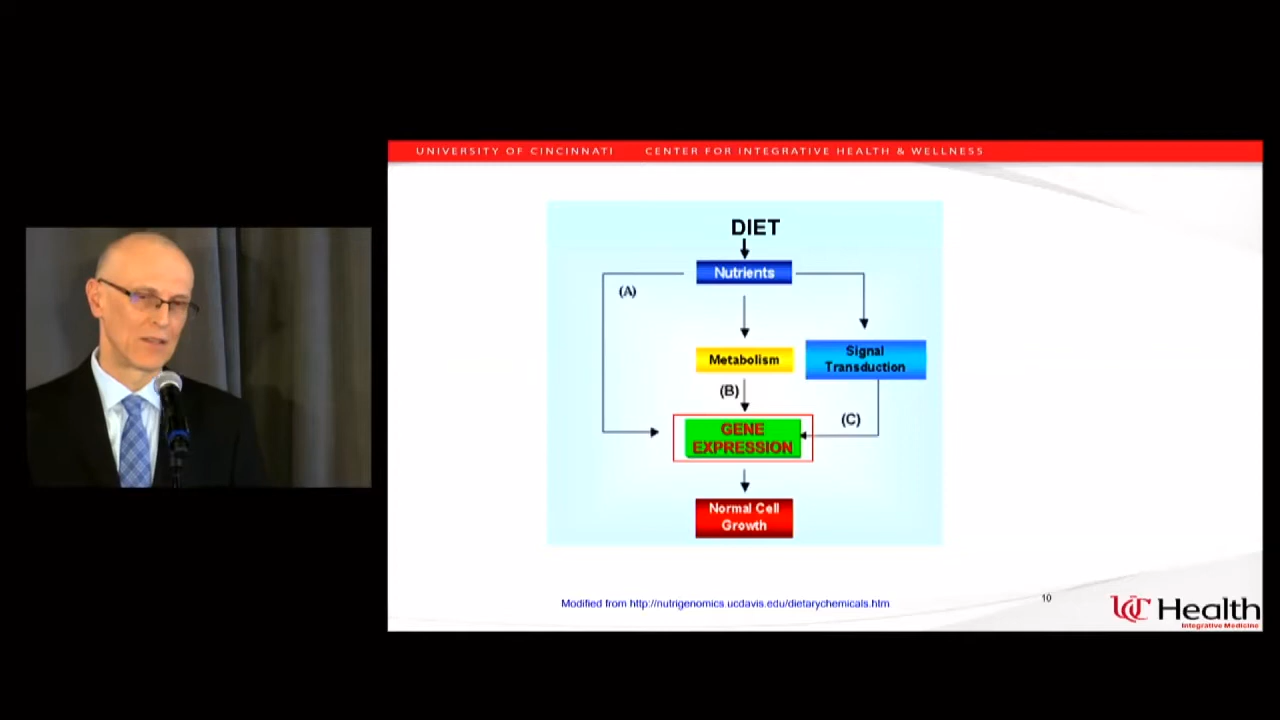 UNIVERSITY OF CINCINNATI CENTER FOR INTEGRATIVE HEALTH & WELLNESS
DIET
Nutrients
(A)
Metabolism
Signal
Transduction
(B)
(C)
GENE
EXPRESSION
Normal Cell
Growth
Modified from http://nutrigenomics.ucdavis.edu/dietarychemicals.htm
10
UC Health
Integrative Medicine